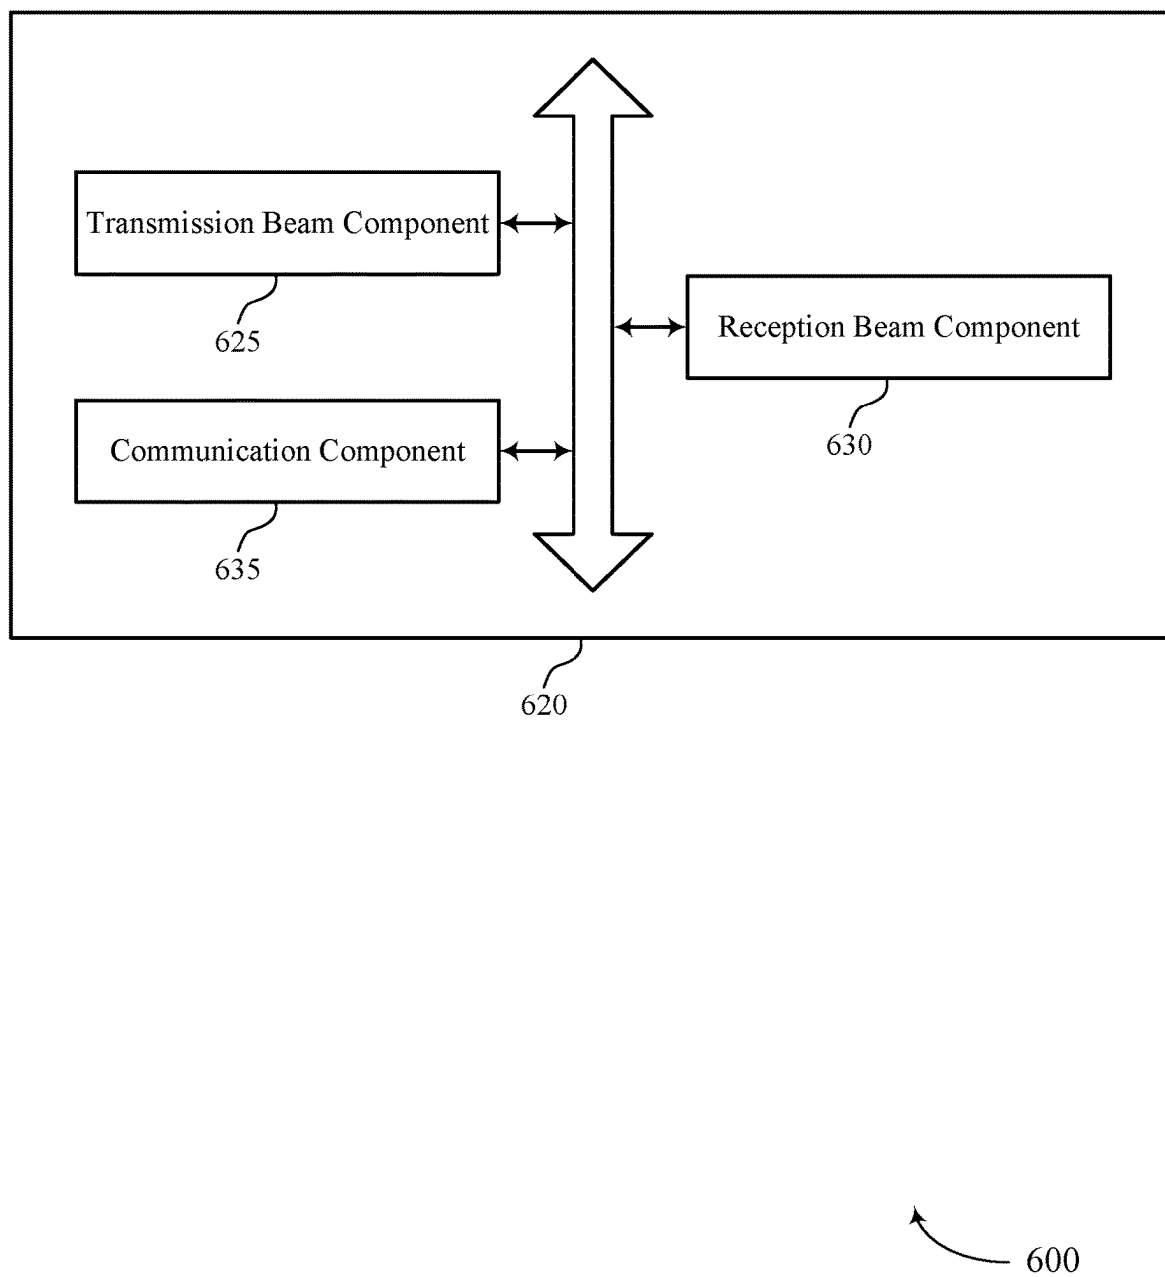 Transmission Beam Component
625
Reception Beam Component
630
Communication Component
635
620
600